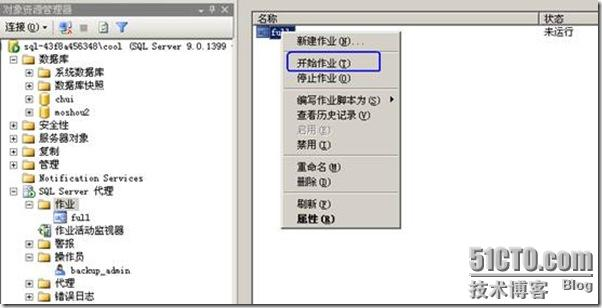 对象资源管理器
连接(O)
sql-43f8a456348\cool (SQL Server 9.0.1399
数据库
系统数据库
数据库快照
chui
moshou2
安全性
服务器对象
复制
管理
Notification Services
SQL Server 代理
作业
full
作业活动监视器
警报
操作员
backup_admin
代理
错误日志
名称
状态
full
未运行
新建作业(N)...
开始作业(T)
停止作业(O)
编写作业脚本为(S)
查看历史记录(V)
启用(E)
禁用(I)
重命名(M)
删除(D)
刷新(F)
属性(R)
51CTO.com
技术博客 Blog